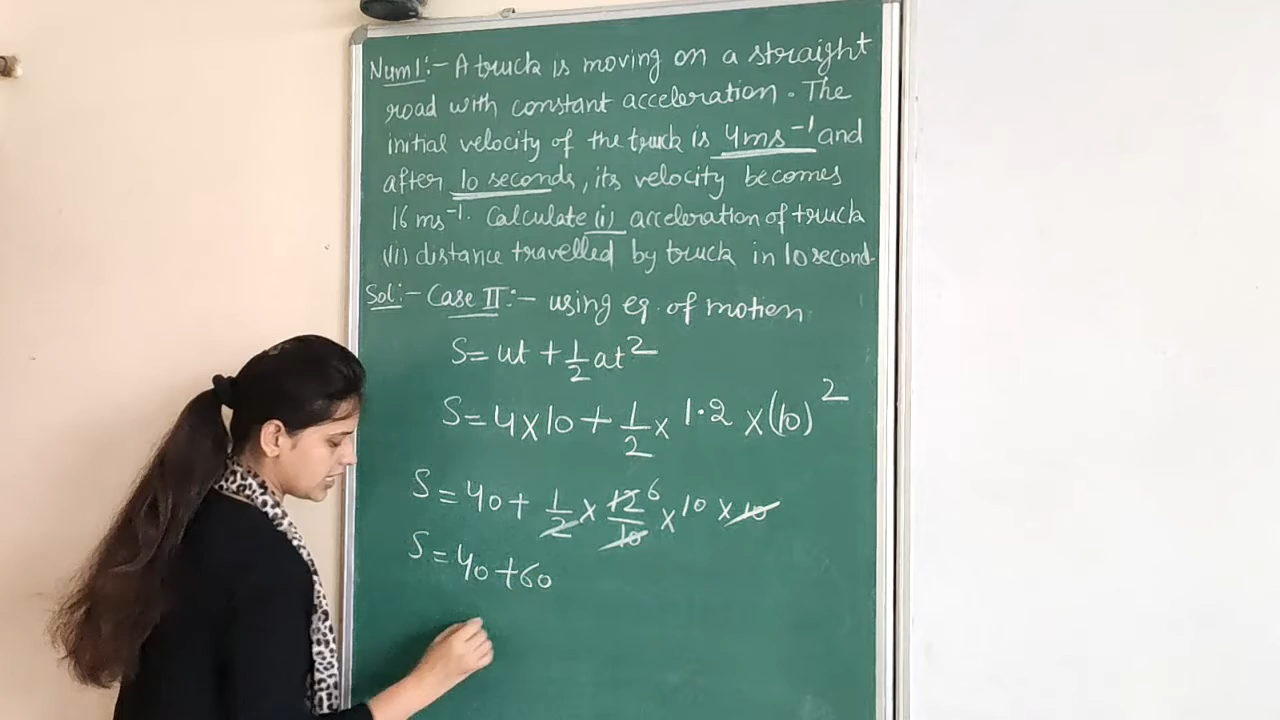 Num1:- A truck is moving on a straight
road with constant acceleration. The
initial velocity of the truck is 4ms⁻¹ and
after 10 seconds, its velocity becomes
16 ms⁻¹. Calculate (i) acceleration of truck
(ii) distance travelled by truck in 10 second.
Sol:- Case II:- using eq. of motion
S = ut + 1/2 at²
S = 4 x 10 + 1/2 x 1.2 x (10)²
S = 40 + 1/2 x 12/10 6 x 10 x 10
S = 40 + 60